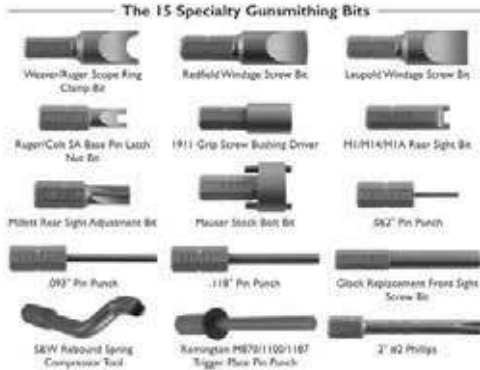 The 15 Specialty Gunsmithing Bits
Weaver/Ruger Scope Ring
Clamp Bit
Redfield Windage Screw Bit
Leupold Windage Screw Bit
Ruger/Colt SA Base Pin Latch
Nut Bit
1911 Grip Screw Bushing Driver
M1/M14/M1A Rear Sight Bit
Millett Rear Sight Adjustment Bit
Mauser Stock Bolt Bit
.062" Pin Punch
.093" Pin Punch
.118" Pin Punch
Glock Replacement Front Sight
Screw Bit
S&W Rebound Spring
Compressor Tool
Remington M870/1100/1187
Trigger Plate Pin Punch
2" #2 Phillips